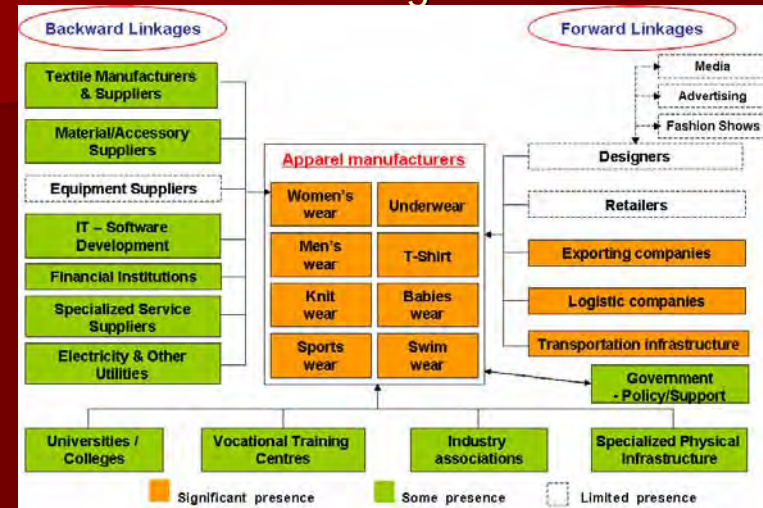 Backward Linkages
Forward Linkages
Textile Manufacturers
& Suppliers
Material/Accessory
Suppliers
Equipment Suppliers
IT – Software
Development
Financial Institutions
Specialized Service
Suppliers
Electricity & Other
Utilities
Apparel manufacturers
Women's
wear
Underwear
Men's
wear
T-Shirt
Knit
wear
Babies
wear
Sports
wear
Swim
wear
Media
Advertising
Fashion Shows
Designers
Retailers
Exporting companies
Logistic companies
Transportation infrastructure
Government
- Policy/Support
Universities /
Colleges
Vocational Training
Centres
Industry
associations
Specialized Physical
Infrastructure
Significant presence
Some presence
Limited presence